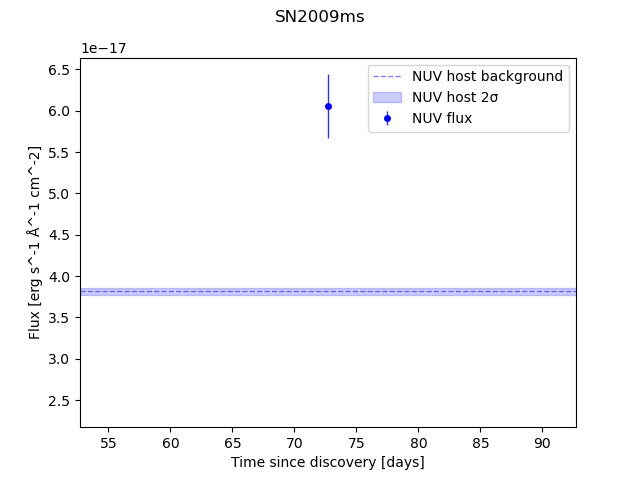 SN2009ms
1e−17
NUV host background
NUV host 2σ
NUV flux
6.5
6.0
5.5
5.0
4.5
4.0
3.5
3.0
2.5
Flux [erg s^-1 Å^-1 cm^-2]
55 60 65 70 75 80 85 90
Time since discovery [days]